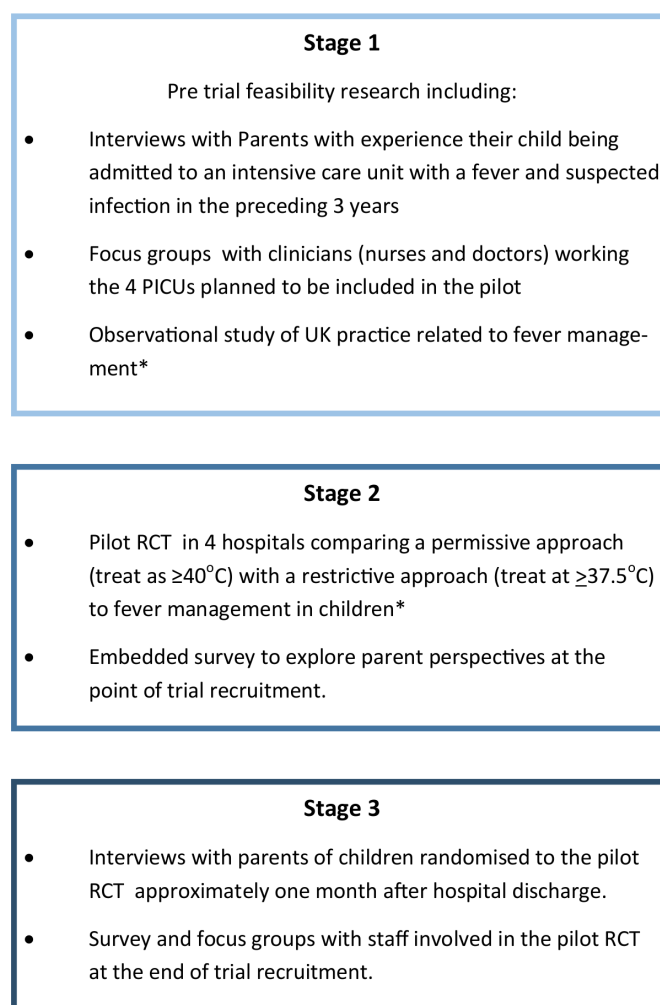 Stage 1
Pre trial feasibility research including:
• Interviews with Parents with experience their child being
admitted to an intensive care unit with a fever and suspected
infection in the preceding 3 years
• Focus groups  with clinicians (nurses and doctors) working
the 4 PICUs planned to be included in the pilot
• Observational study of UK practice related to fever manage-
ment*
Stage 2
• Pilot RCT  in 4 hospitals comparing a permissive approach
(treat as ≥40°C) with a restrictive approach (treat at ≥37.5°C)
to fever management in children*
• Embedded survey to explore parent perspectives at the
point of trial recruitment.
Stage 3
• Interviews with parents of children randomised to the pilot
RCT  approximately one month after hospital discharge.
• Survey and focus groups with staff involved in the pilot RCT
at the end of trial recruitment.